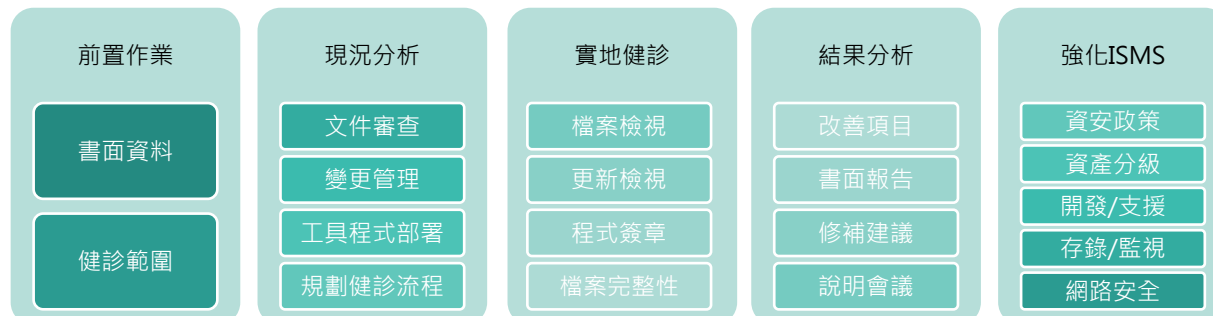 前置作業
書面資料
健診範圍
現況分析
文件審查
變更管理
工具程式部署
規劃健診流程
實地健診
檔案檢視
更新檢視
程式簽章
檔案完整性
結果分析
改善項目
書面報告
修補建議
說明會議
強化ISMS
資安政策
資產分級
開發/支援
存錄/監視
網路安全